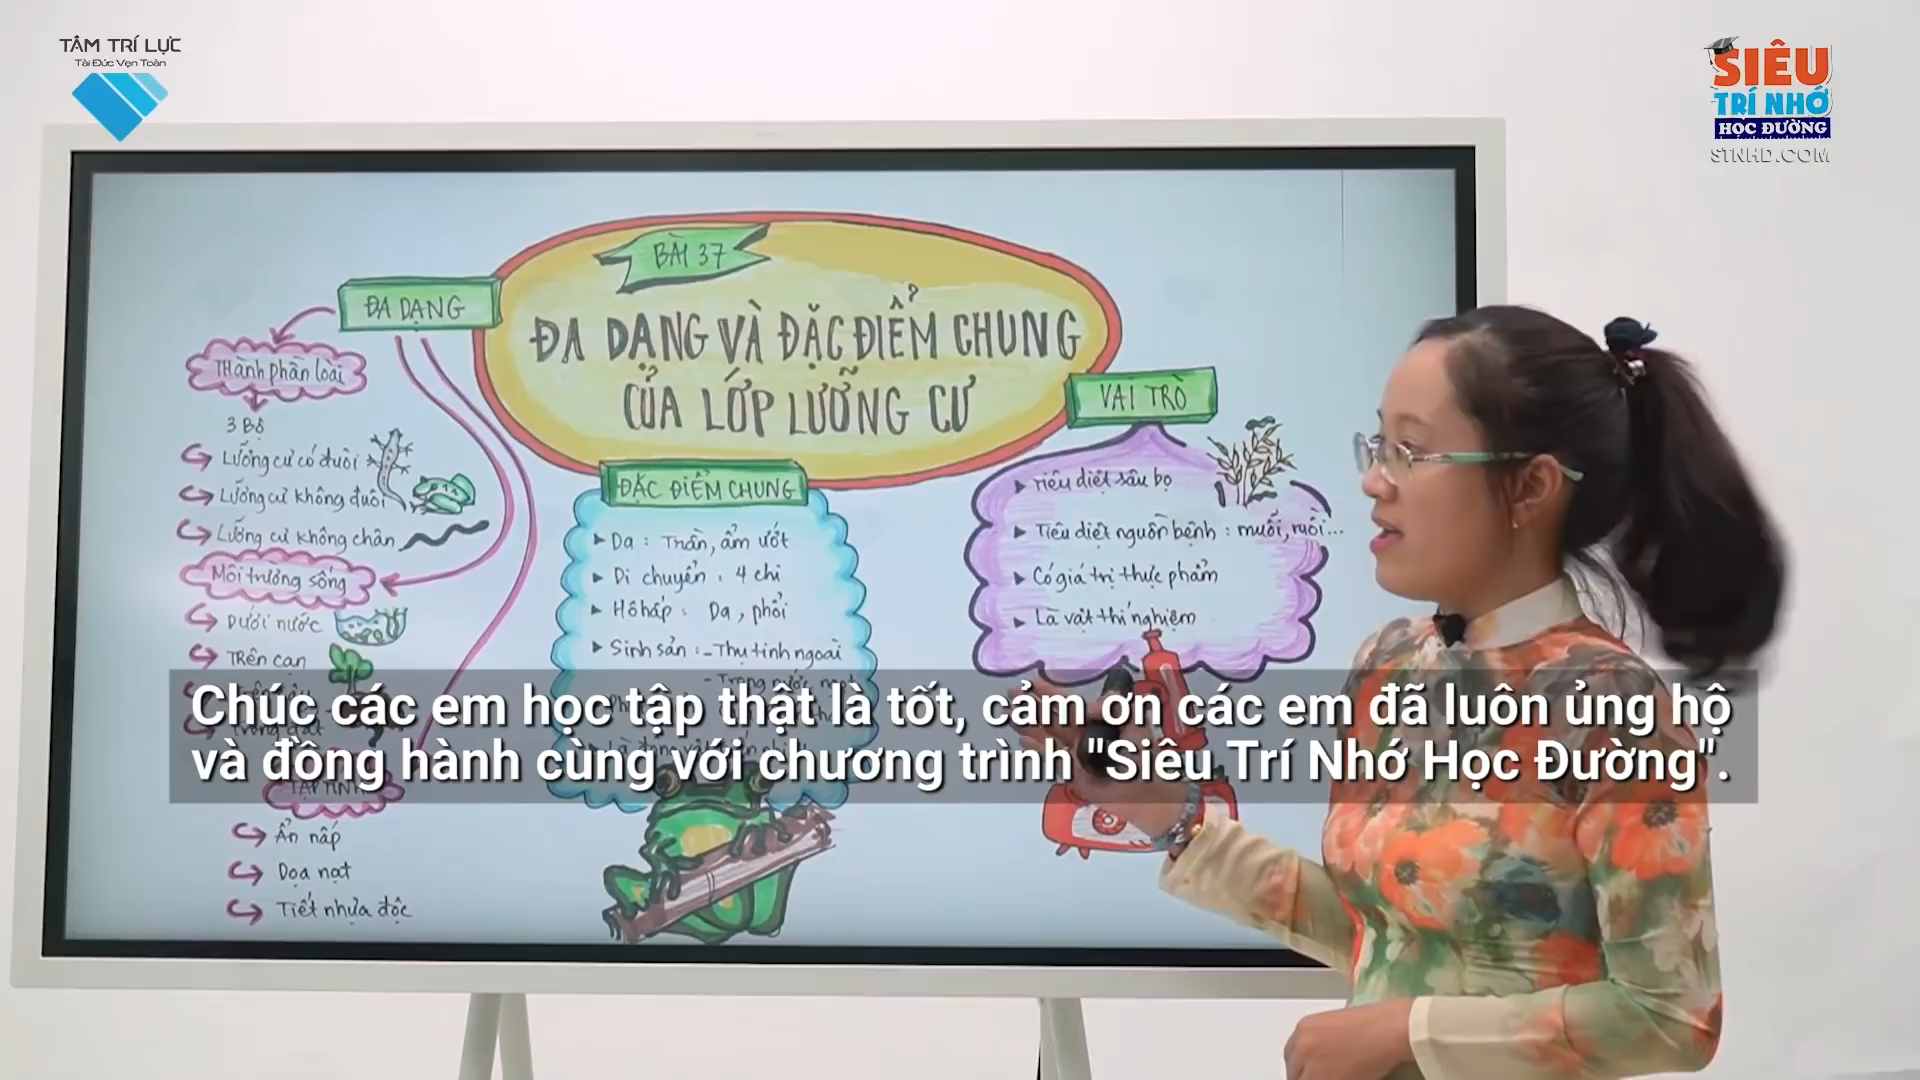 TÂM TRÍ LỰC
Tài Đức Vẹn Toàn
SIÊU
TRÍ NHỚ
HỌC ĐƯỜNG
STNHD.COM
BÀI 37
ĐA DẠNG VÀ ĐẶC ĐIỂM CHUNG
CỦA LỚP LƯỠNG CƯ
ĐA DẠNG
Thành phần loài
3 Bộ
Lưỡng cư có đuôi
Lưỡng cư không đuôi
Lưỡng cư không chân
Môi trường sống
Dưới nước
Trên cạn
Ẩn nấp
Dọa nạt
Tiết nhựa độc
ĐẶC ĐIỂM CHUNG
Da : Trần, ẩm ướt
Di chuyển : 4 chi
Hô hấp : Da, phổi
Sinh sản : - Thụ tinh ngoài
VAI TRÒ
Tiêu diệt sâu bọ
Tiêu diệt nguồn bệnh : muỗi, ruồi...
Có giá trị thực phẩm
Là vật thí nghiệm
Chúc các em học tập thật là tốt, cảm ơn các em đã luôn ủng hộ
và đồng hành cùng với chương trình "Siêu Trí Nhớ Học Đường".